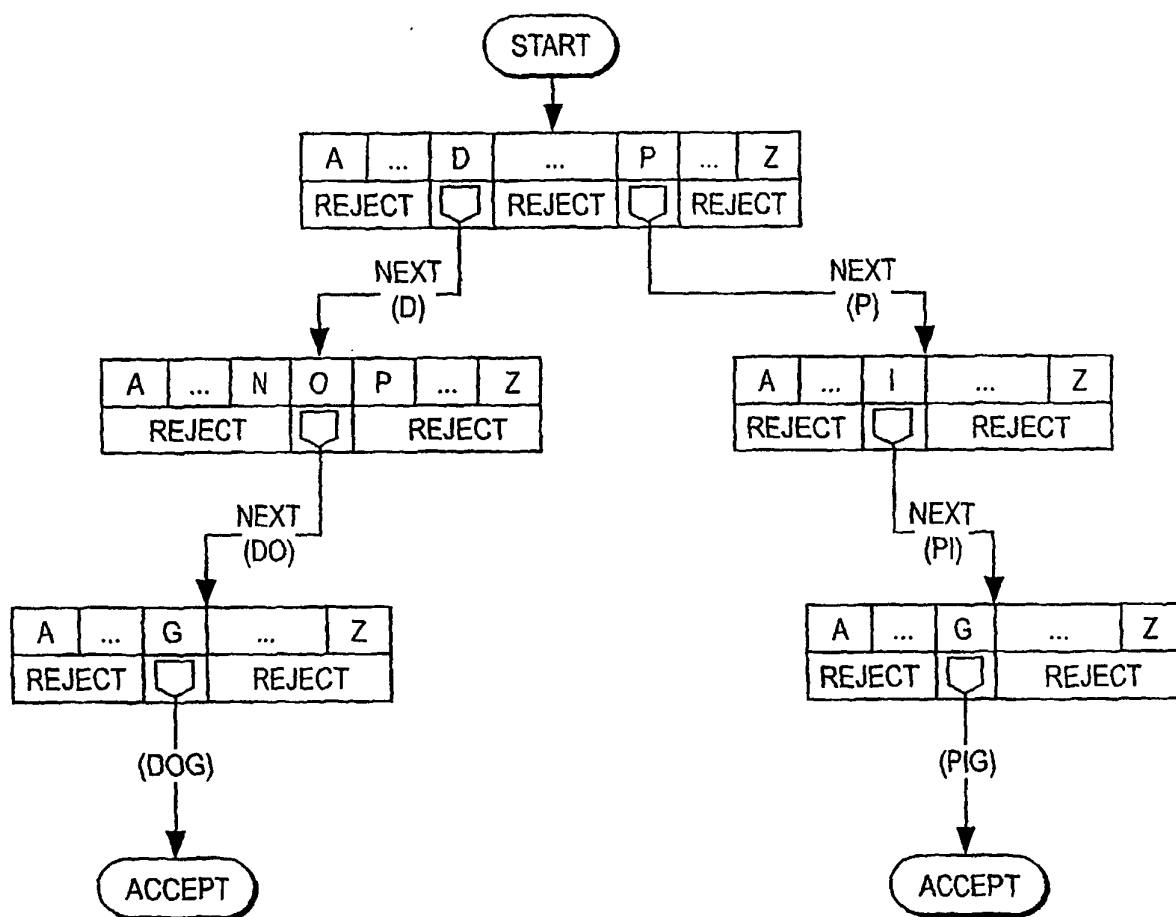 START
A ... D ... P ... Z
REJECT REJECT REJECT
NEXT
(D)
NEXT
(P)
A ... N O P ... Z
REJECT REJECT
A ... I ... Z
REJECT REJECT
NEXT
(DO)
NEXT
(PI)
A ... G ... Z
REJECT REJECT
A ... G ... Z
REJECT REJECT
(DOG)
(PIG)
ACCEPT
ACCEPT